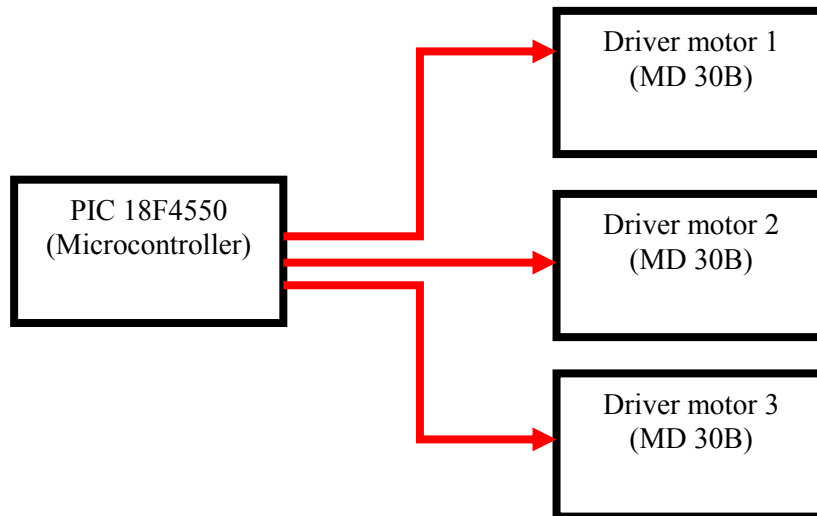 Driver motor 1
(MD 30B)
PIC 18F4550
(Microcontroller)
Driver motor 2
(MD 30B)
Driver motor 3
(MD 30B)